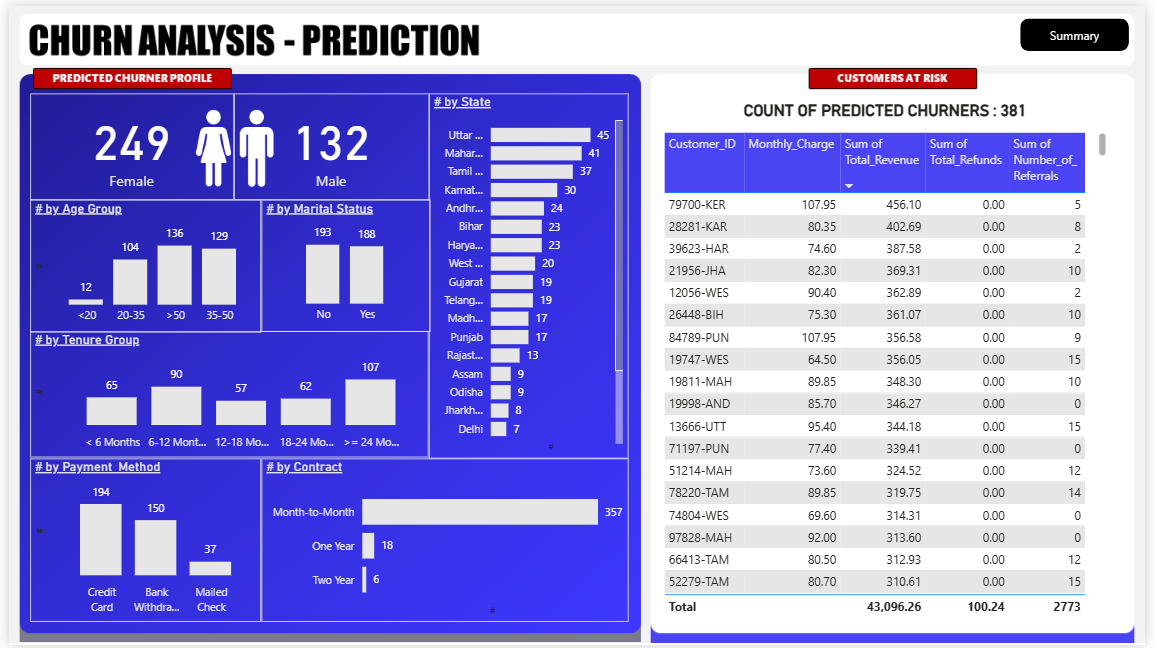 CHURN ANALYSIS - PREDICTION
Summary
PREDICTED CHURNER PROFILE
249
Female
132
Male
# by State
Uttar ... 45
Mahar... 41
Tamil ... 37
Karnat... 30
Andhr... 24
Bihar 23
Harya... 23
West ... 20
Gujarat 19
Telang... 19
Madh... 17
Punjab 17
Rajast... 13
Assam 9
Odisha 9
Jharkh... 8
Delhi 7
#
# by Age Group
12 104 136 129
<20 20-35 >50 35-50
# by Marital Status
193 188
No Yes
# by Tenure Group
65 90 57 62 107
< 6 Months 6-12 Mont... 12-18 Mo... 18-24 Mo... >= 24 Mo...
# by Payment_Method
194 150 37
Credit Card
Bank Withdra...
Mailed Check
# by Contract
Month-to-Month 357
One Year 18
Two Year 6
#
CUSTOMERS AT RISK
COUNT OF PREDICTED CHURNERS : 381
Customer_ID Monthly_Charge Sum of Total_Revenue Sum of Total_Refunds Sum of Number_of_Referrals
79700-KER 107.95 456.10 0.00 5
28281-KAR 80.35 402.69 0.00 8
39623-HAR 74.60 387.58 0.00 2
21956-JHA 82.30 369.31 0.00 10
12056-WES 90.40 362.89 0.00 2
26448-BIH 75.30 361.07 0.00 10
84789-PUN 107.95 356.58 0.00 9
19747-WES 64.50 356.05 0.00 15
19811-MAH 89.85 348.30 0.00 10
19998-AND 85.70 346.27 0.00 0
13666-UTT 95.40 344.18 0.00 15
71197-PUN 77.40 339.41 0.00 0
51214-MAH 73.60 324.52 0.00 12
78220-TAM 89.85 319.75 0.00 14
74804-WES 69.60 314.31 0.00 0
97828-MAH 92.00 313.60 0.00 0
66413-TAM 80.50 312.93 0.00 12
52279-TAM 80.70 310.61 0.00 15
Total 43,096.26 100.24 2773